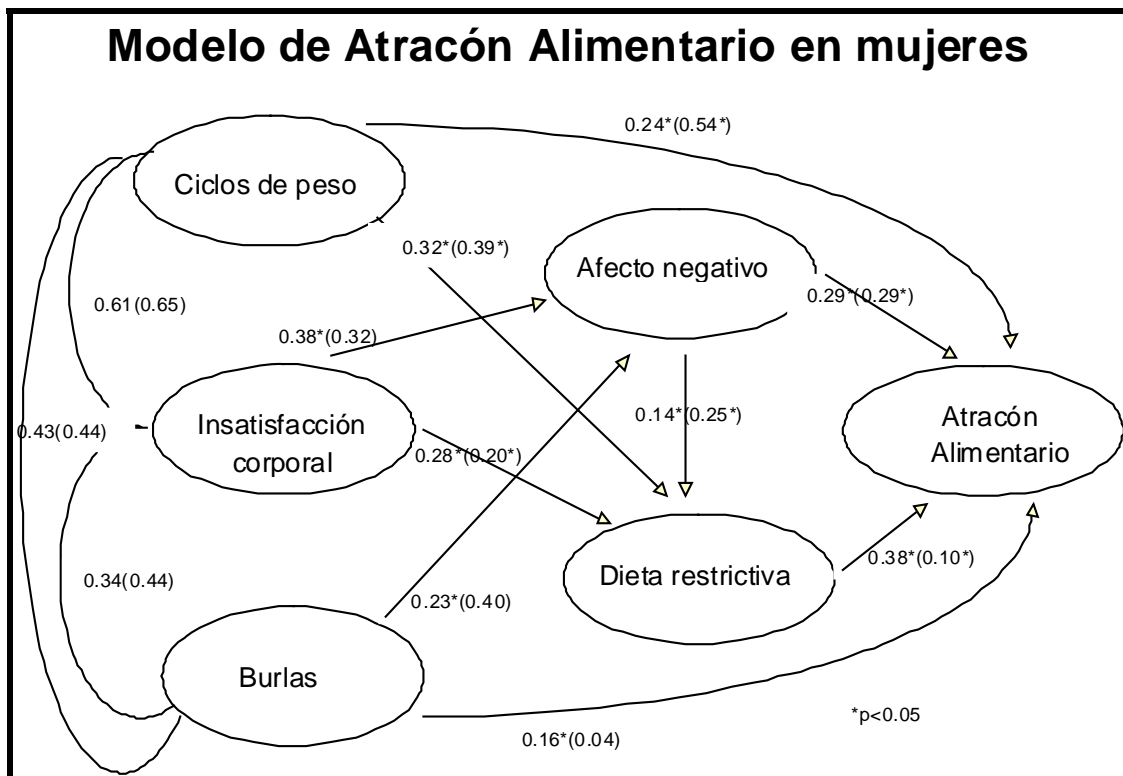 Modelo de Atracón Alimentario en mujeres
0.24*(0.54*)
Ciclos de peso
0.32*(0.39*)
Afecto negativo
0.29*(0.29*)
0.61(0.65)
0.38*(0.32)
0.43(0.44)
Insatisfacción
corporal
0.28*(0.20*)
0.14*(0.25*)
Atracón
Alimentario
0.34(0.44)
0.23*(0.40)
Dieta restrictiva
0.38*(0.10*)
Burlas
0.16*(0.04)
*p<0.05